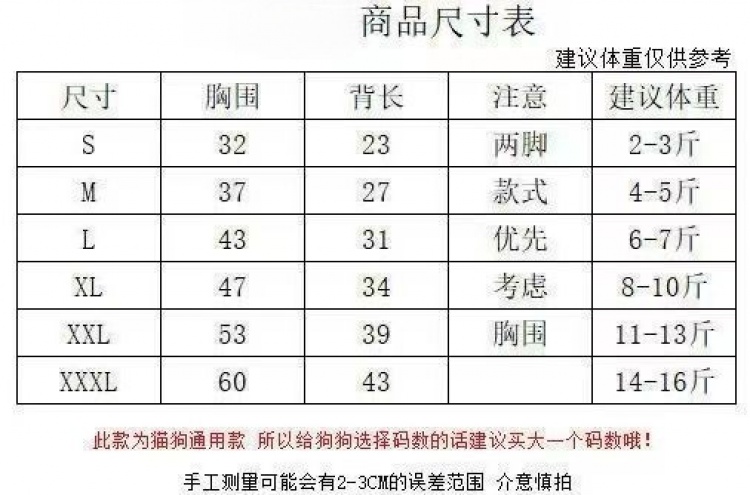 商品尺寸表
建议体重仅供参考
尺寸 胸围 背长 注意 建议体重
S 32 23 两脚 2-3斤
M 37 27 款式 4-5斤
L 43 31 优先 6-7斤
XL 47 34 考虑 8-10斤
XXL 53 39 胸围 11-13斤
XXXL 60 43 14-16斤
此款为猫狗通用款 所以给狗狗选择码数的话建议买大一个码数哦!
手工测量可能会有2-3CM的误差范围 介意慎拍